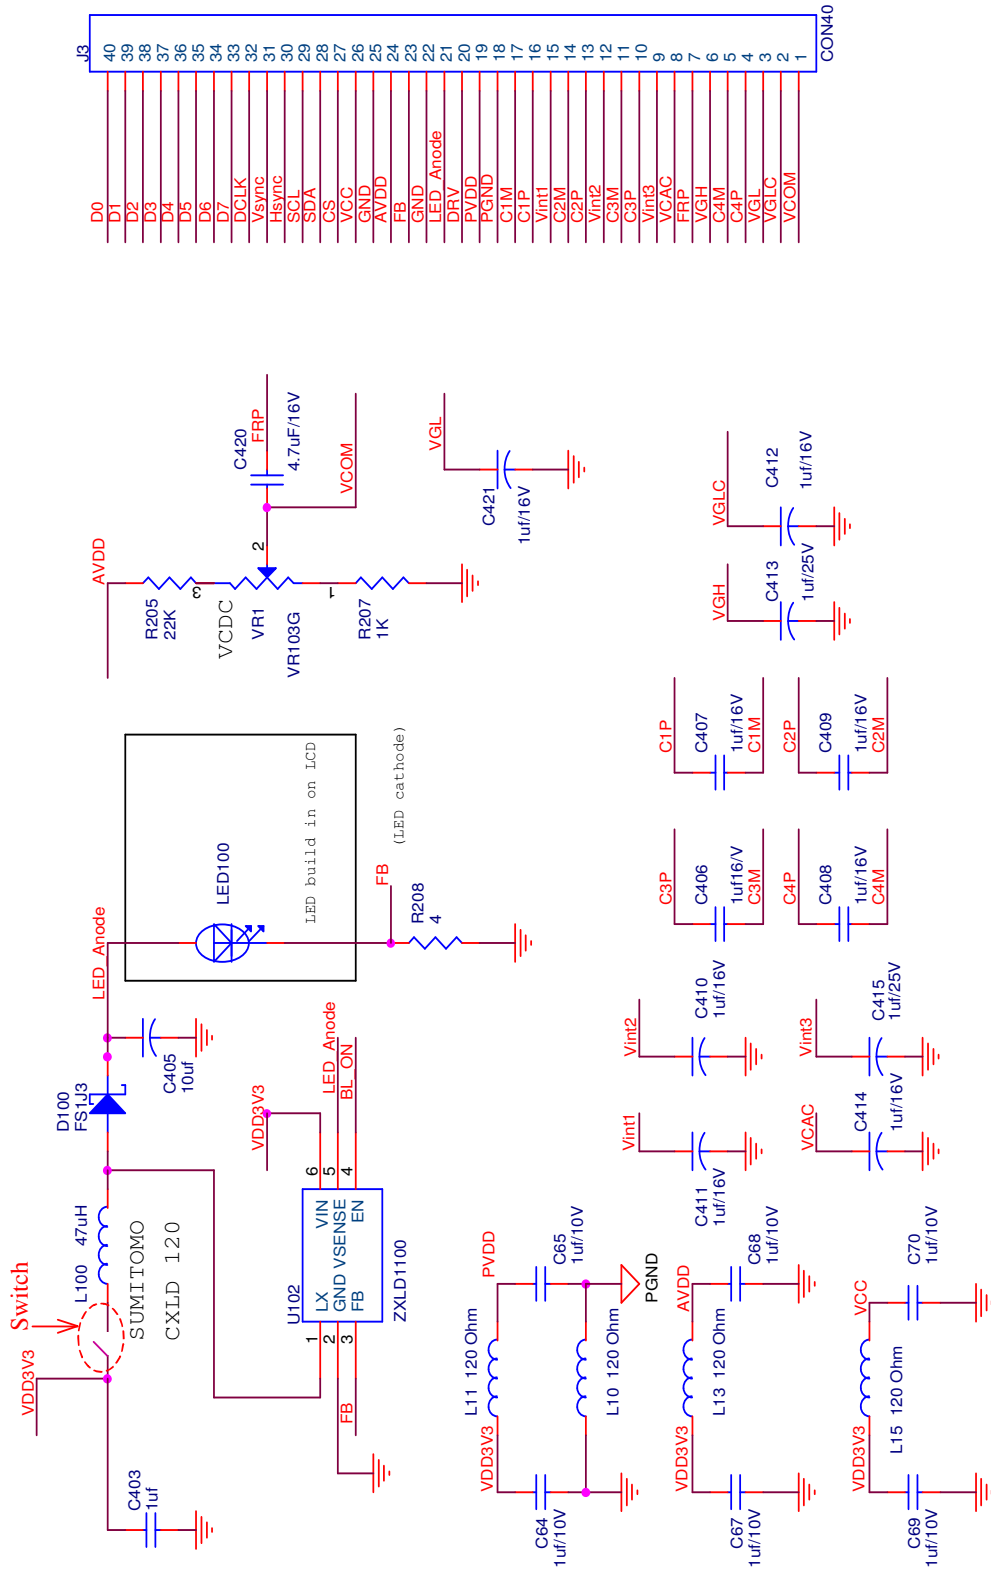 Switch
VDD3V3
C403
1uf
L100 47uH
SUMITOMO
CXLD 120
D100
FS1J3
C405
10uf
LED_Anode
LED100
LED build in on LCD
FB
(LED cathode)
R208
4
U102
1 LX VIN 6
2 GND VSENSE 5
3 FB EN 4
ZXLD1100
FB
VDD3V3
LED_Anode
BL_ON
AVDD
R205
22K
3
VCDC
VR1
VR103G
2
1
R207
1K
C420
FRP
4.7uF/16V
VCOM
VGL
C421
1uf/16V
VDD3V3
L11 120 Ohm
PVDD
C64
1uf/10V
C65
1uf/10V
L10 120 Ohm
PGND
VDD3V3
L13 120 Ohm
AVDD
C67
1uf/10V
C68
1uf/10V
VDD3V3
L15 120 Ohm
VCC
C69
1uf/10V
C70
1uf/10V
Vint1
C411
1uf/16V
Vint2
C410
1uf/16V
VCAC
C414
1uf/16V
Vint3
C415
1uf/25V
C3P
C406
1uf16/V
C3M
C1P
C407
1uf/16V
C1M
C4P
C408
1uf/16V
C4M
C2P
C409
1uf/16V
C2M
VGH
C413
1uf/25V
VGLC
C412
1uf/16V
J3
D0 40
D1 39
D2 38
D3 37
D4 36
D5 35
D6 34
D7 33
DCLK 32
Vsync 31
Hsync 30
SCL 29
SDA 28
CS 27
VCC 26
GND 25
AVDD 24
FB 23
GND 22
LED_Anode 21
DRV 20
PVDD 19
PGND 18
C1M 17
C1P 16
Vint1 15
C2M 14
C2P 13
Vint2 12
C3M 11
C3P 10
Vint3 9
VCAC 8
FRP 7
VGH 6
C4M 5
C4P 4
VGL 3
VGLC 2
VCOM 1
CON40